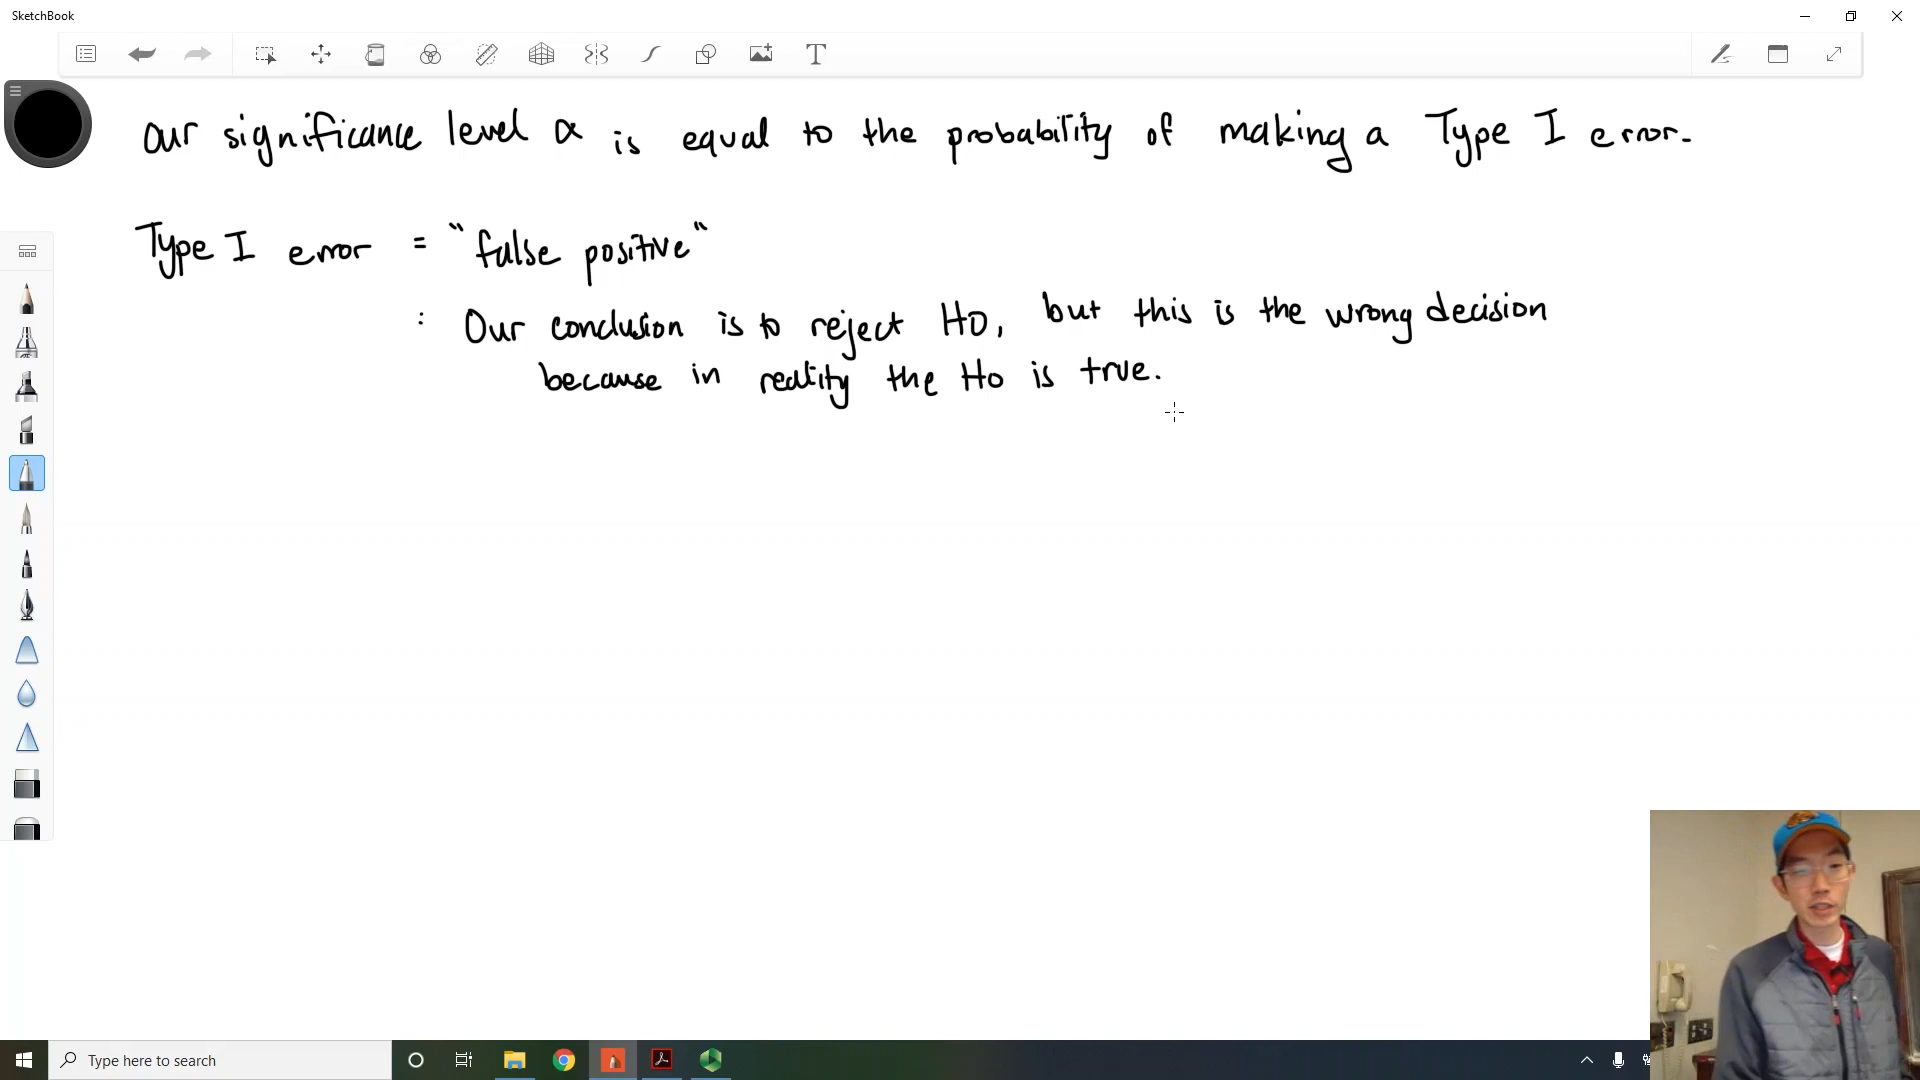 SketchBook
T
Our significance level α is equal to the probability of making a Type I error.
Type I error = "false positive"
: Our conclusion is to reject H0, but this is the wrong decision
because in reality the H0 is true.
Type here to search